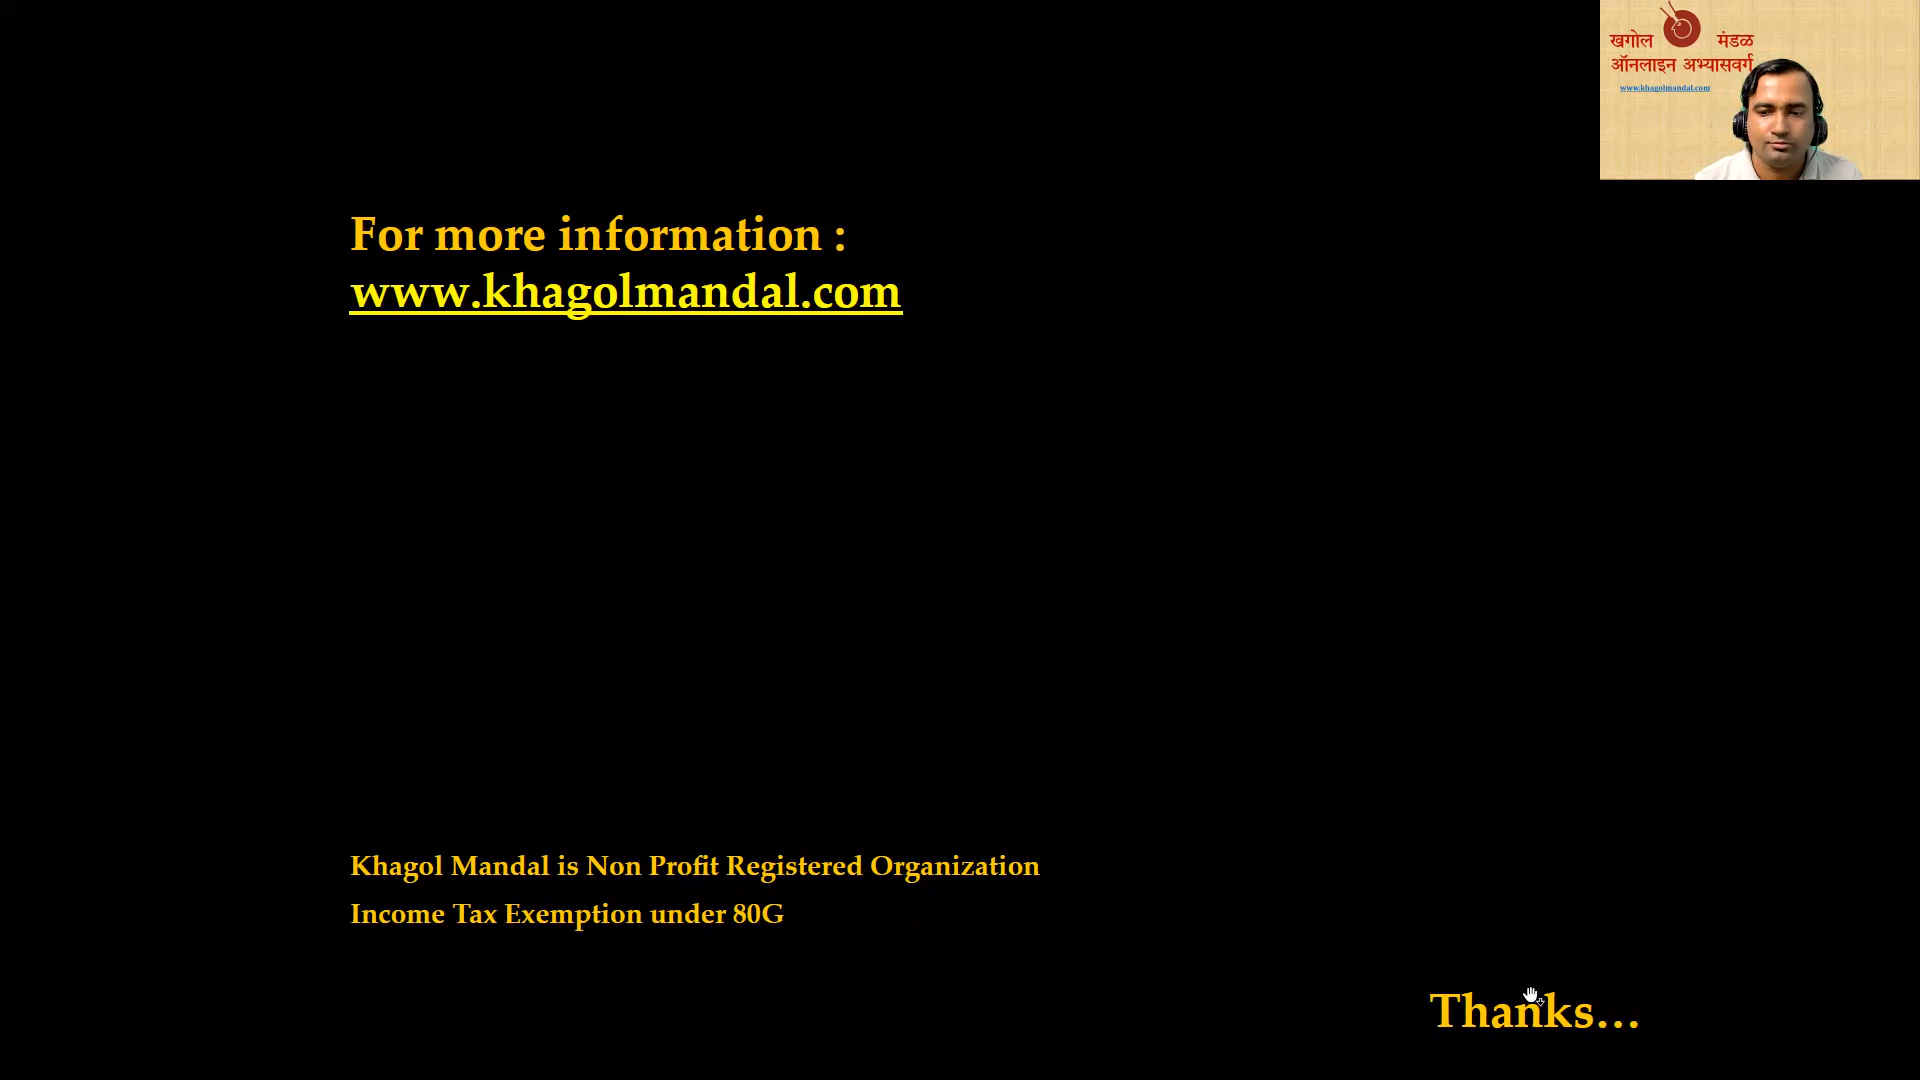 खगोल मंडळ
ऑनलाइन अभ्यासवर्ग
www.khagolmandal.com
For more information :
www.khagolmandal.com
Khagol Mandal is Non Profit Registered Organization
Income Tax Exemption under 80G
Thanks...